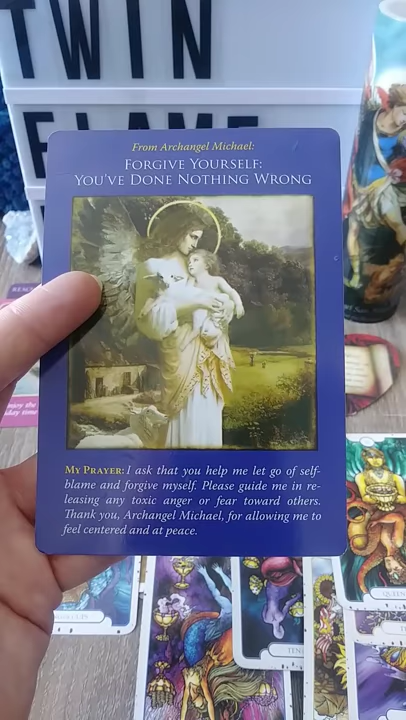 TWIN
FLAME
From Archangel Michael:
FORGIVE YOURSELF:
YOU'VE DONE NOTHING WRONG
MY PRAYER: I ask that you help me let go of self-
blame and forgive myself. Please guide me in re-
leasing any toxic anger or fear toward others.
Thank you, Archangel Michael, for allowing me to
feel centered and at peace.
QUEEN
TEN